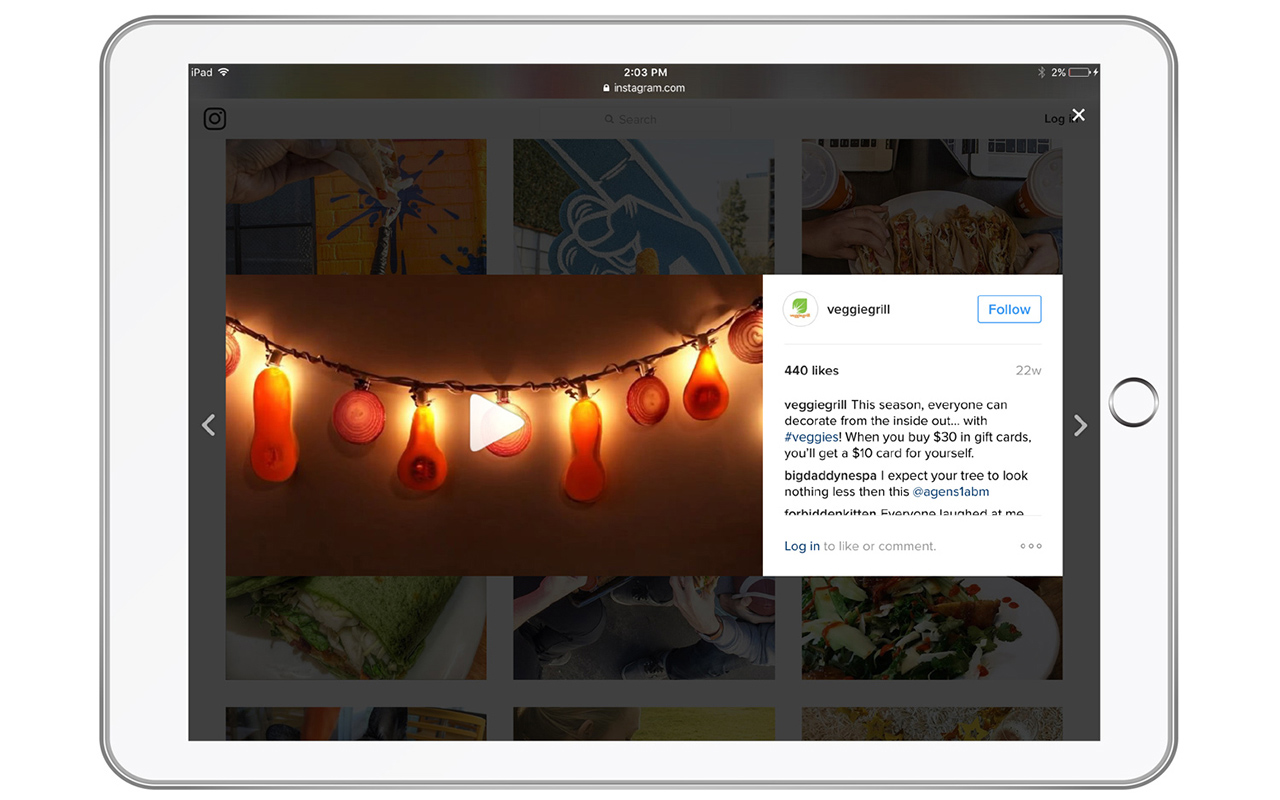 iPad
2:03 PM
2%
instagram.com
Search
Log i
veggiegrill
Follow
440 likes
22w
veggiegrill This season, everyone can
decorate from the inside out... with
#veggies! When you buy $30 in gift cards,
you'll get a $10 card for yourself.
bigdaddynespa I expect your tree to look
nothing less then this @agens1abm
forbiddenkitten Everyone laughed at me
Log in to like or comment.